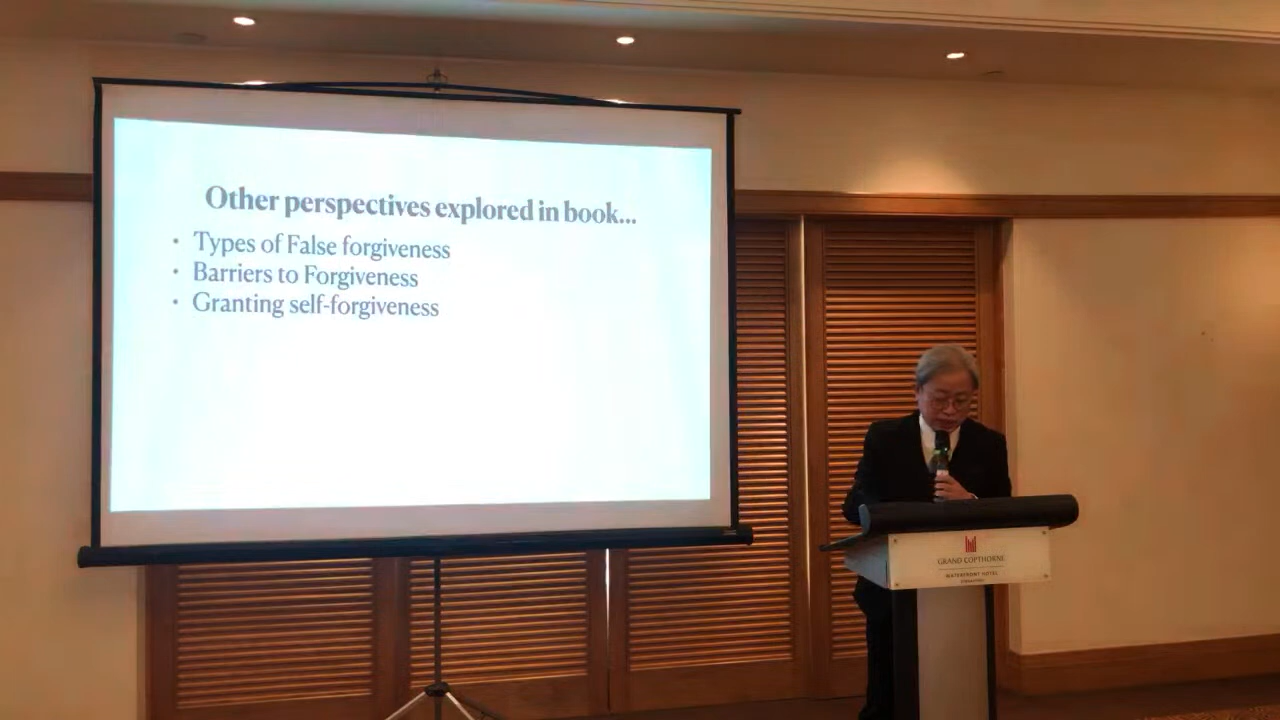 Other perspectives explored in book...
• Types of False forgiveness
• Barriers to Forgiveness
• Granting self-forgiveness
GRAND COPTHORNE
WATERFRONT HOTEL